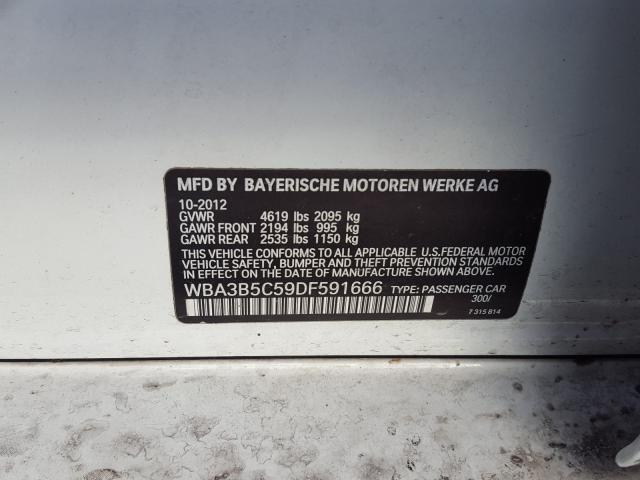 MFD BY BAYERISCHE MOTOREN WERKE AG
10-2012
GVWR 4619 lbs 2095 kg
GAWR FRONT 2194 lbs 995 kg
GAWR REAR 2535 lbs 1150 kg
THIS VEHICLE CONFORMS TO ALL APPLICABLE U.S.FEDERAL MOTOR
VEHICLE SAFETY, BUMPER AND THEFT PREVENTION STANDARDS
IN EFFECT ON THE DATE OF MANUFACTURE SHOWN ABOVE.
WBA3B5C59DF591666 TYPE: PASSENGER CAR
300/
7 315 814